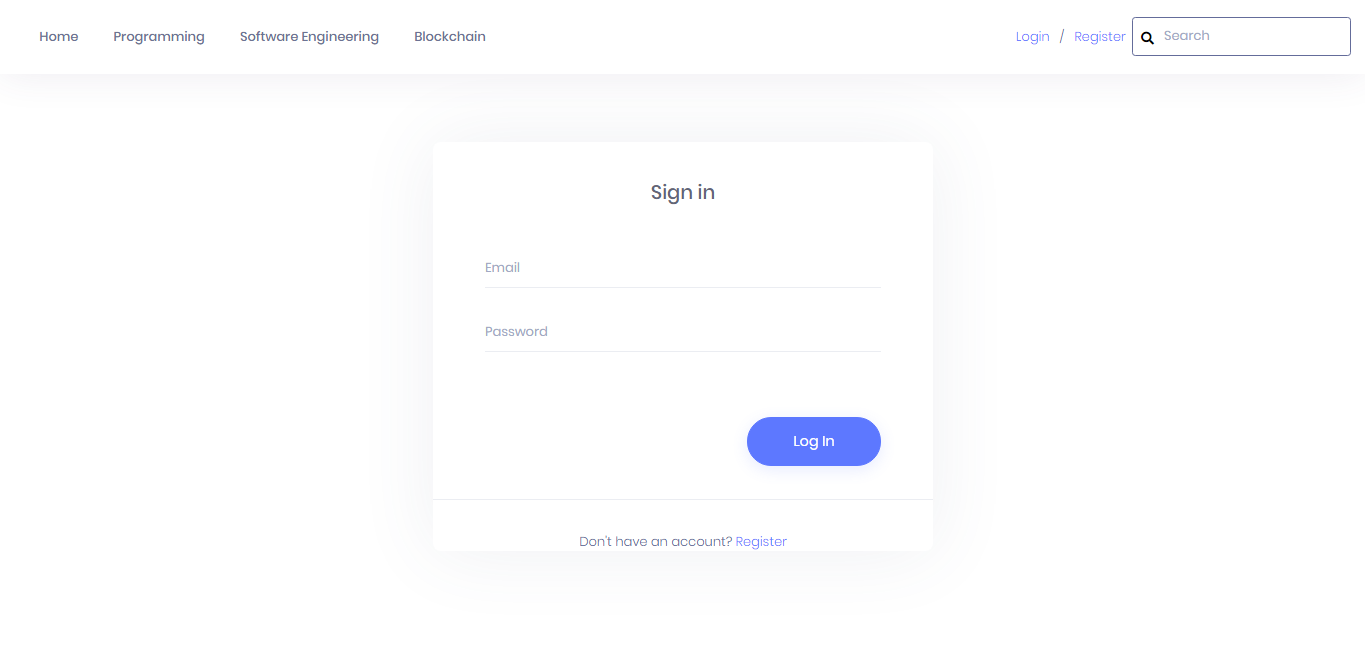 Home Programming Software Engineering Blockchain Login / Register Search
Sign in
Email
Password
Log In
Don't have an account? Register